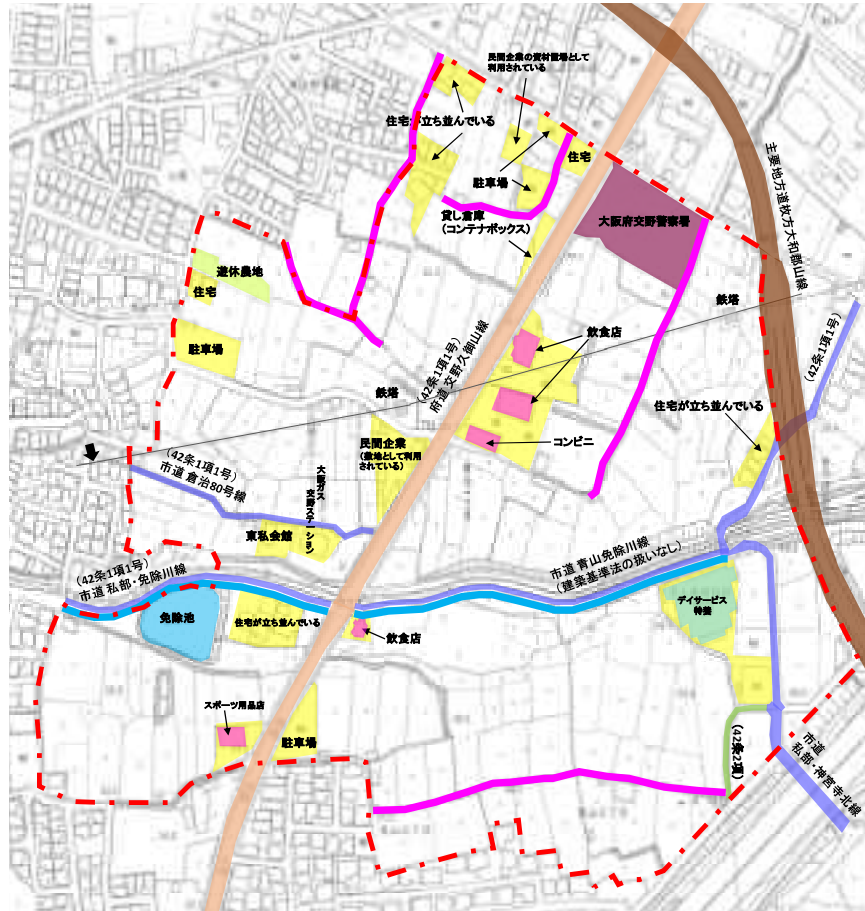 民間企業の資材置場として
利用されている
住宅が立ち並んでいる
住宅
駐車場
貸し倉庫
(コンテナボックス)
大阪府交野警察署
主要地方道枚方大和郡山線
遊休農地
住宅
駐車場
鉄塔
(42条1項1号)
府道 交野久御山線
飲食店
(42条1項1号)
鉄塔
住宅が立ち並んでいる
民間企業
(敷地として利用
されている)
コンビニ
(42条1項1号)
市道 倉治80号線
大阪ガス
交野ステーション
東私会館
(42条1項1号)
市道 私部・免除川線
市道 青山免除川線
(建築基準法の扱いなし)
免除池
住宅が立ち並んでいる
飲食店
デイサービス
特養
スポーツ用品店
駐車場
(42条2項)
市道
私部・神宮寺北線